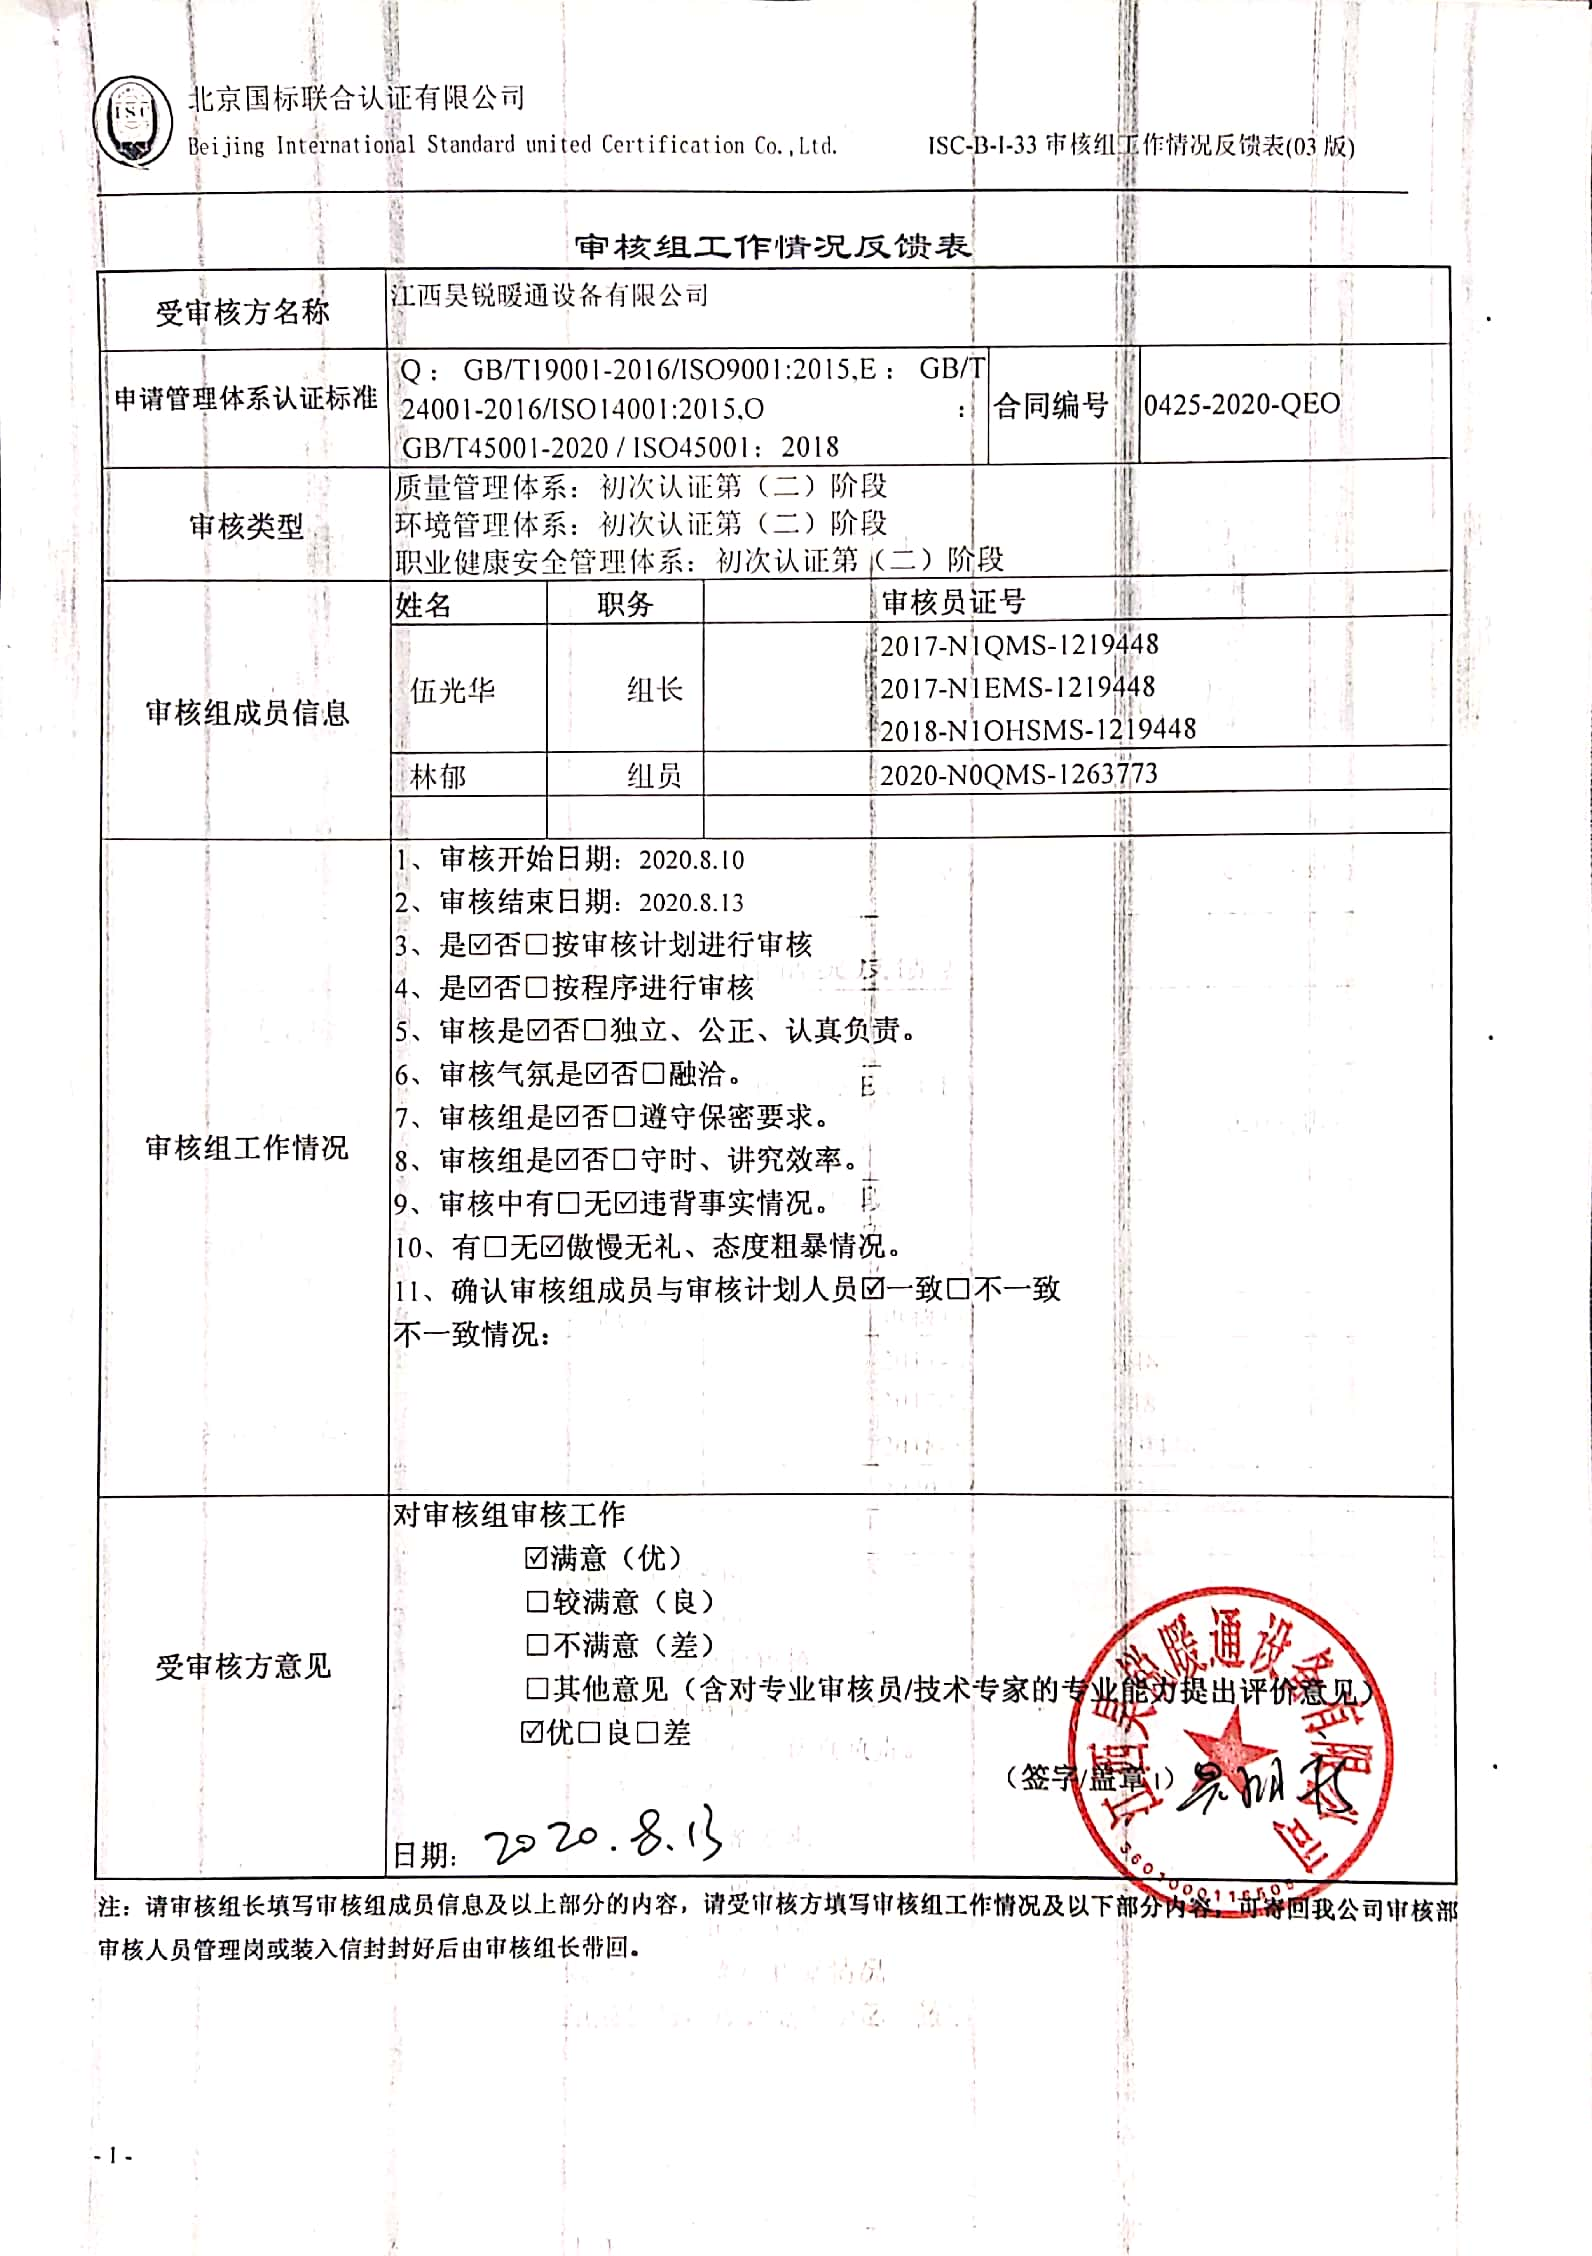 ISC
北京国标联合认证有限公司
Beijing International Standard united Certification Co.,Ltd.
ISC-B-I-33 审核组工作情况反馈表(03 版)
审核组工作情况反馈表
受审核方名称
江西昊锐暖通设备有限公司
申请管理体系认证标准
Q： GB/T19001-2016/ISO9001:2015,E： GB/T
24001-2016/ISO14001:2015,O ：
GB/T45001-2020 / ISO45001：2018
合同编号
0425-2020-QEO
审核类型
质量管理体系：初次认证第（二）阶段
环境管理体系：初次认证第（二）阶段
职业健康安全管理体系：初次认证第（二）阶段
审核组成员信息
姓名 职务 审核员证号
伍光华 组长
2017-N1QMS-1219448
2017-N1EMS-1219448
2018-N1OHSMS-1219448
林郁 组员 2020-N0QMS-1263773
审核组工作情况
1、审核开始日期：2020.8.10
2、审核结束日期：2020.8.13
3、是☑否□按审核计划进行审核
4、是☑否□按程序进行审核
5、审核是☑否□独立、公正、认真负责。
6、审核气氛是☑否□融洽。
7、审核组是☑否□遵守保密要求。
8、审核组是☑否□守时、讲究效率。
9、审核中有□无☑违背事实情况。
10、有□无☑傲慢无礼、态度粗暴情况。
11、确认审核组成员与审核计划人员☑一致□不一致
不一致情况：
受审核方意见
对审核组审核工作
☑满意（优）
□较满意（良）
□不满意（差）
□其他意见（含对专业审核员/技术专家的专业能力提出评价意见）
☑优□良□差
（签字/盖章）
江西昊锐暖通设备有限公司
日期： 2020.8.13
注：请审核组长填写审核组成员信息及以上部分的内容，请受审核方填写审核组工作情况及以下部分内容，可寄回我公司审核部
审核人员管理岗或装入信封封好后由审核组长带回。
- 1 -